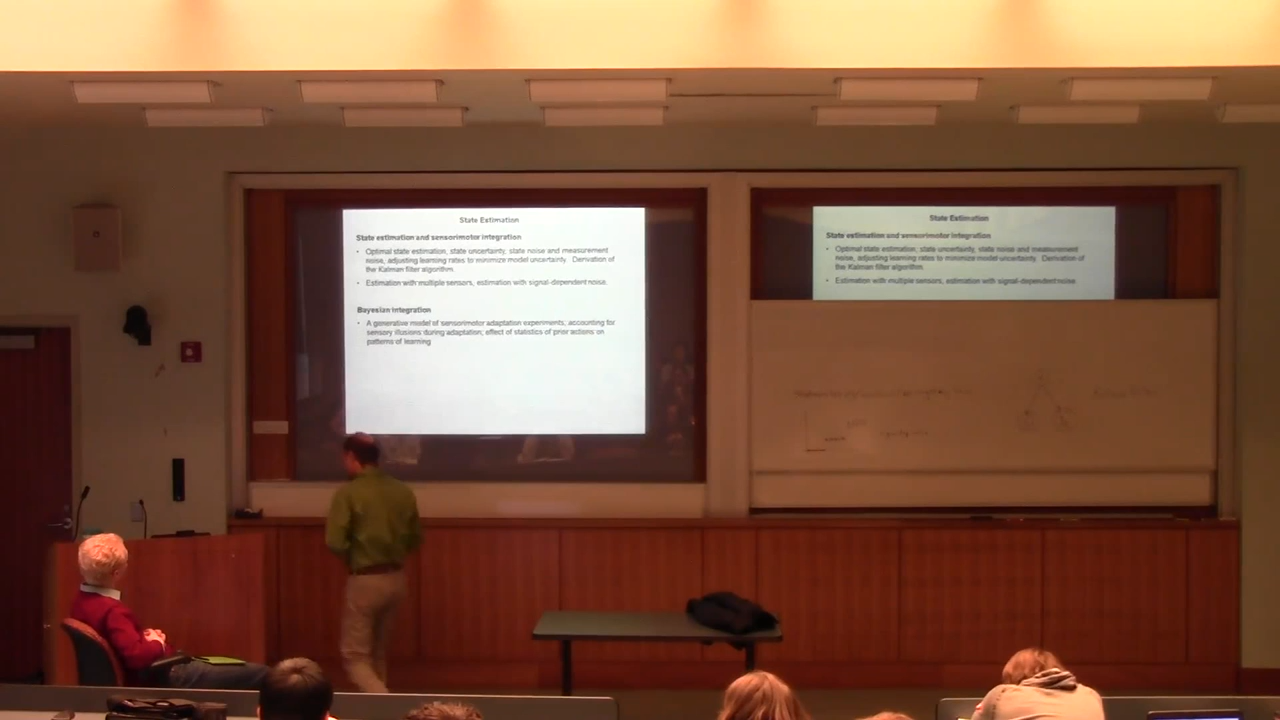 State Estimation
State estimation and sensorimotor integration
• Optimal state estimation, state uncertainty, state noise and measurement
noise, adjusting learning rates to minimize model uncertainty. Derivation of
the Kalman filter algorithm.
• Estimation with multiple sensors, estimation with signal-dependent noise.
Bayesian integration
• A generative model of sensorimotor adaptation experiments; accounting for
sensory illusions during adaptation; effect of statistics of prior actions on
patterns of learning
State Estimation
State estimation and sensorimotor integration
• Optimal state estimation, state uncertainty, state noise and measurement
noise, adjusting learning rates to minimize model uncertainty. Derivation of
the Kalman filter algorithm.
• Estimation with multiple sensors, estimation with signal-dependent noise